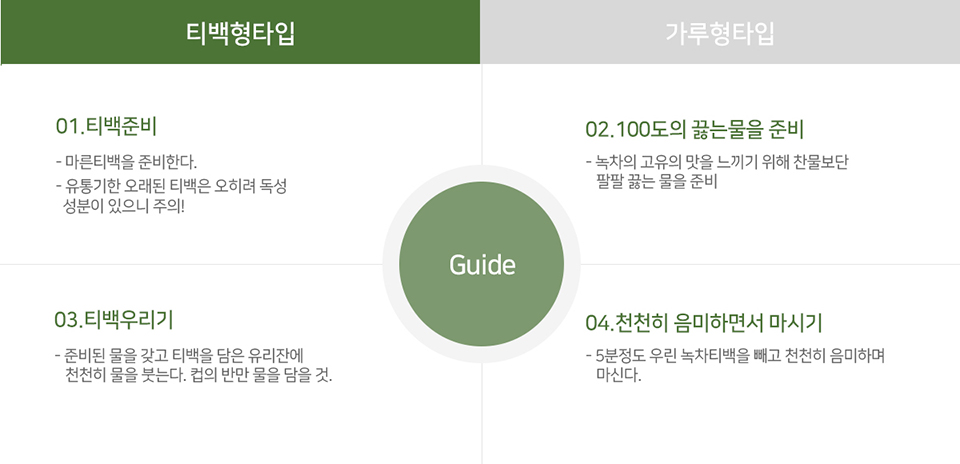 티백형타입
가루형타입
01.티백준비
- 마른티백을 준비한다.
- 유통기한 오래된 티백은 오히려 독성
성분이 있으니 주의!
02.100도의 끓는물을 준비
- 녹차의 고유의 맛을 느끼기 위해 찬물보단
팔팔 끓는 물을 준비
Guide
03.티백우리기
- 준비된 물을 갖고 티백을 담은 유리잔에
천천히 물을 붓는다. 컵의 반만 물을 담을 것.
04.천천히 음미하면서 마시기
- 5분정도 우린 녹차티백을 빼고 천천히 음미하며
마신다.